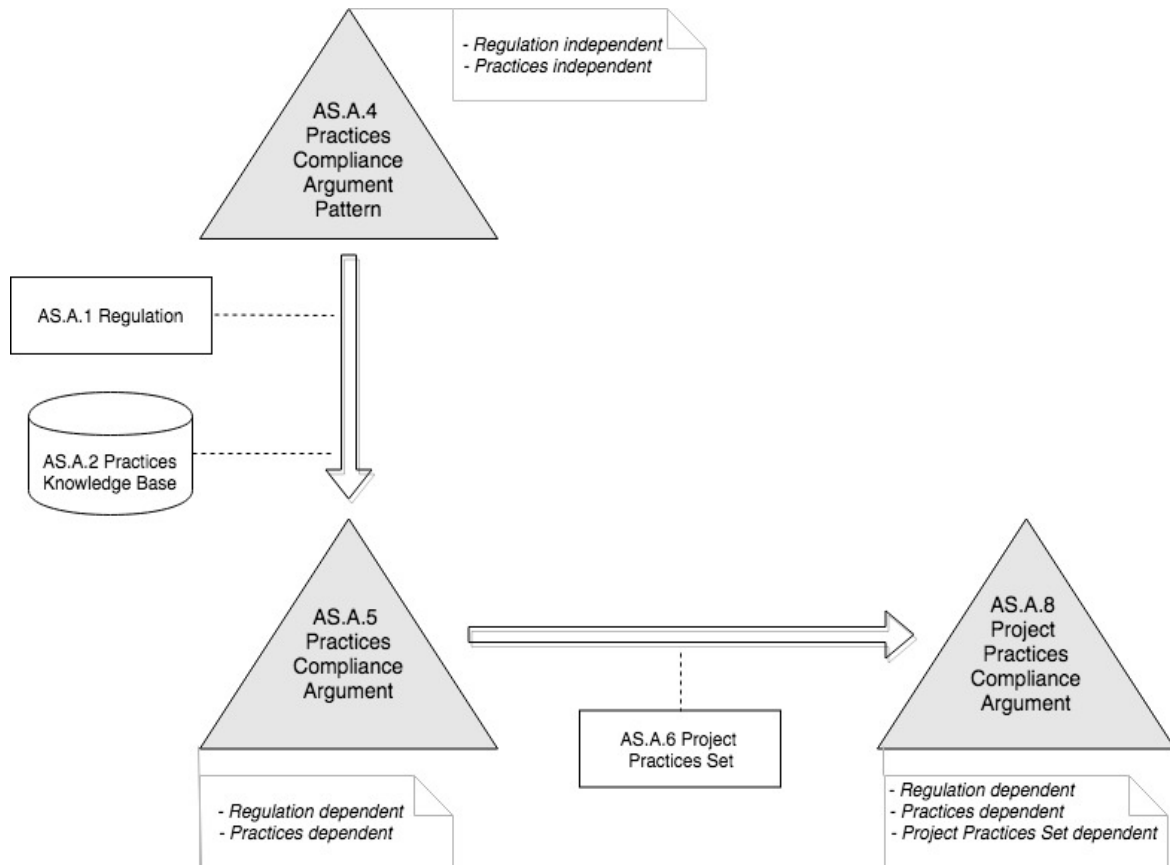 - Regulation independent
- Practices independent
AS.A.4
Practices
Compliance
Argument
Pattern
AS.A.1 Regulation
AS.A.2 Practices
Knowledge Base
AS.A.5
Practices
Compliance
Argument
AS.A.8
Project
Practices
Compliance
Argument
AS.A.6 Project
Practices Set
- Regulation dependent
- Practices dependent
- Regulation dependent
- Practices dependent
- Project Practices Set dependent